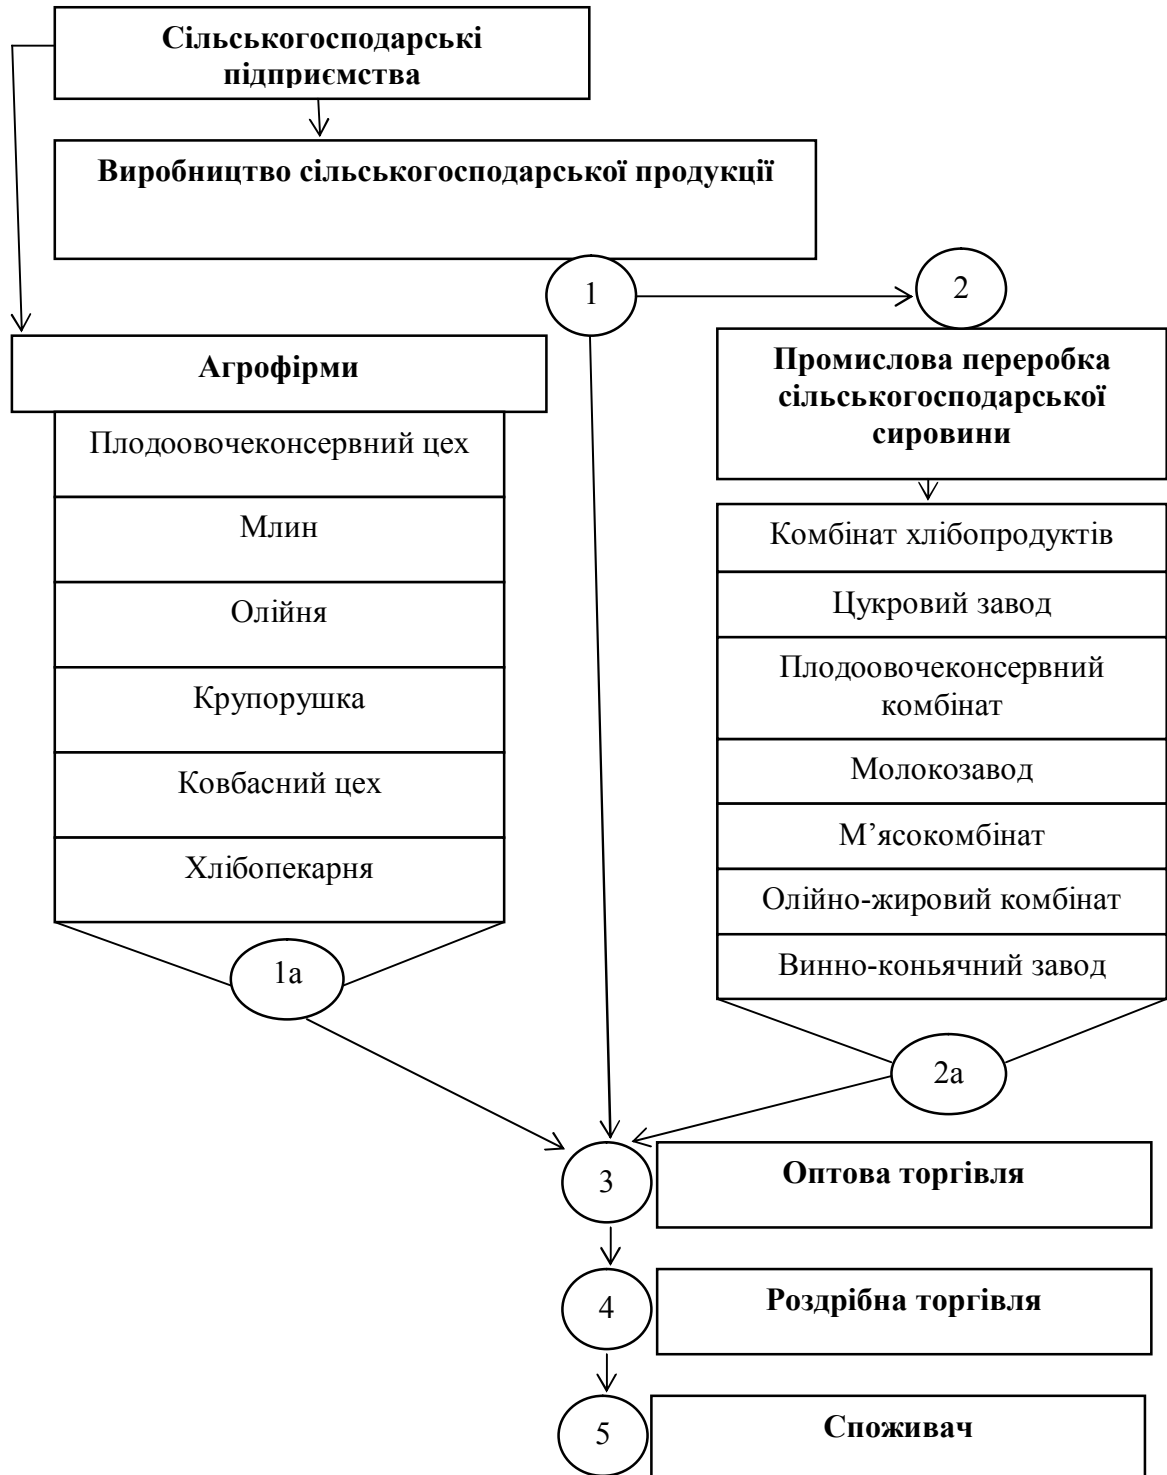 Сільськогосподарські
підприємства
Виробництво сільськогосподарської продукції
1
2
Агрофірми
Плодоовочеконсервний цех
Млин
Олійня
Крупорушка
Ковбасний цех
Хлібопекарня
1а
Промислова переробка
сільськогосподарської
сировини
Комбінат хлібопродуктів
Цукровий завод
Плодоовочеконсервний
комбінат
Молокозавод
М’ясокомбінат
Олійно-жировий комбінат
Винно-коньячний завод
2а
3
Оптова торгівля
4
Роздрібна торгівля
5
Споживач